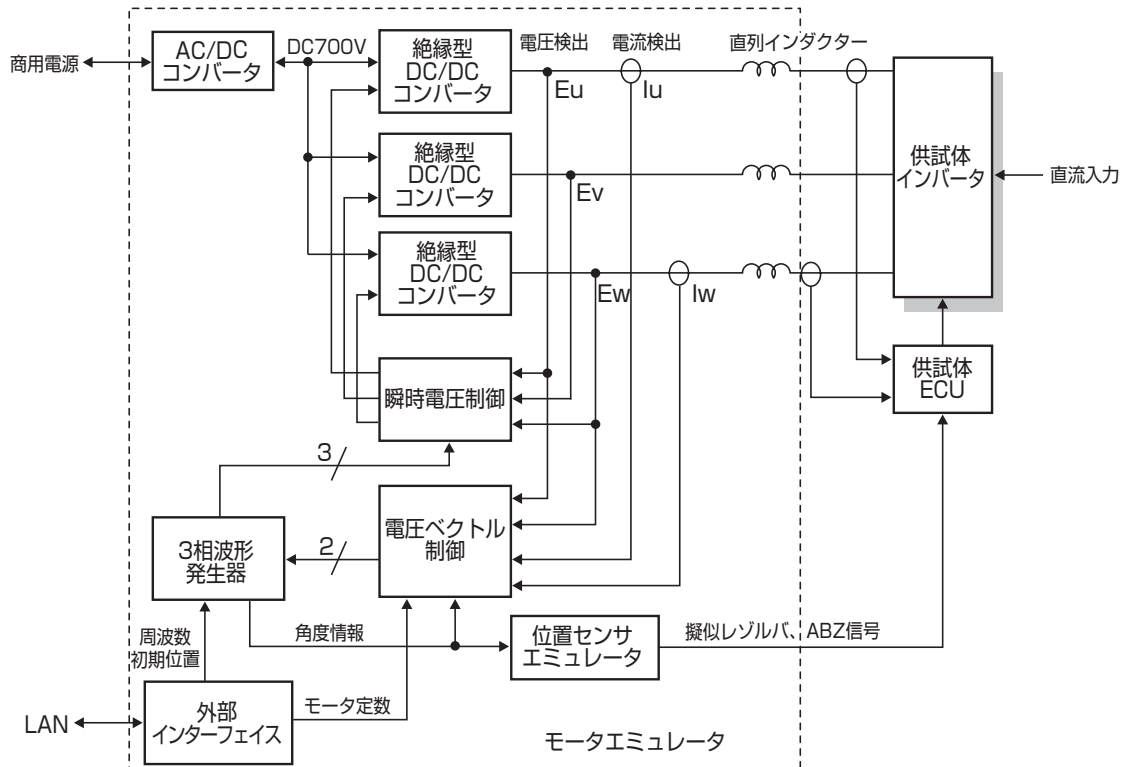 商用電源
AC/DC
コンバータ
DC700V
絶縁型
DC/DC
コンバータ
電圧検出
電流検出
直列インダクター
Eu
Iu
絶縁型
DC/DC
コンバータ
Ev
供試体
インバータ
直流入力
絶縁型
DC/DC
コンバータ
Ew
Iw
瞬時電圧制御
供試体
ECU
3
電圧ベクトル
制御
3相波形
発生器
2
周波数
初期位置
角度情報
位置センサ
エミュレータ
擬似レゾルバ、ABZ信号
LAN
外部
インターフェイス
モータ定数
モータエミュレータ